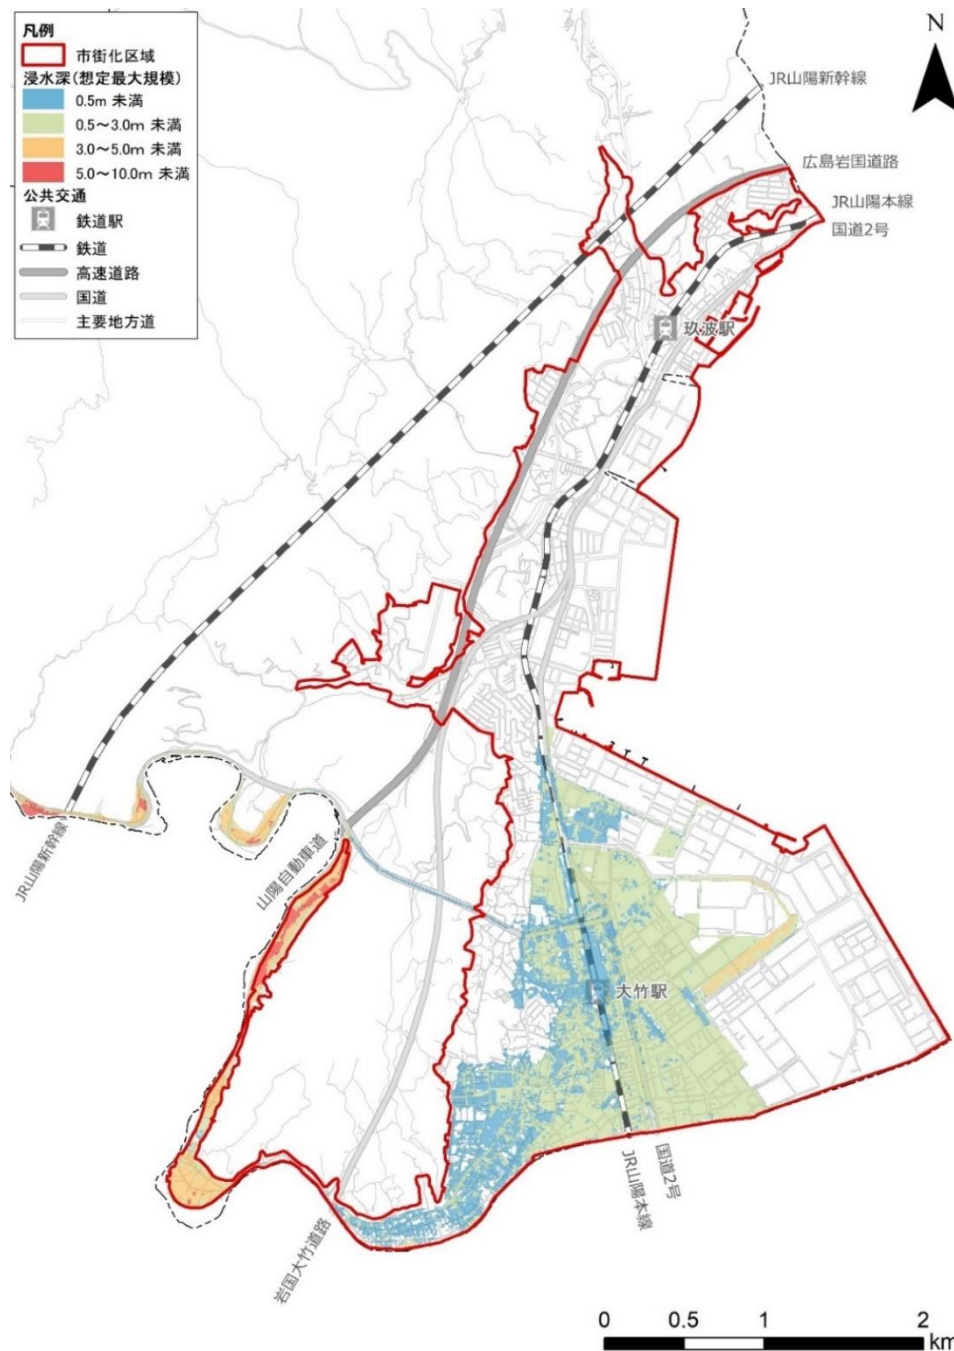 凡例
市街化区域
浸水深(想定最大規模)
0.5m 未満
0.5～3.0m 未満
3.0～5.0m 未満
5.0～10.0m 未満
公共交通
鉄道駅
鉄道
高速道路
国道
主要地方道
N
JR山陽新幹線
広島岩国道路
JR山陽本線
国道2号
玖波駅
JR山陽新幹線
山陽自動車道
大竹駅
国道2号
JR山陽本線
岩国大竹道路
0 0.5 1 2
km